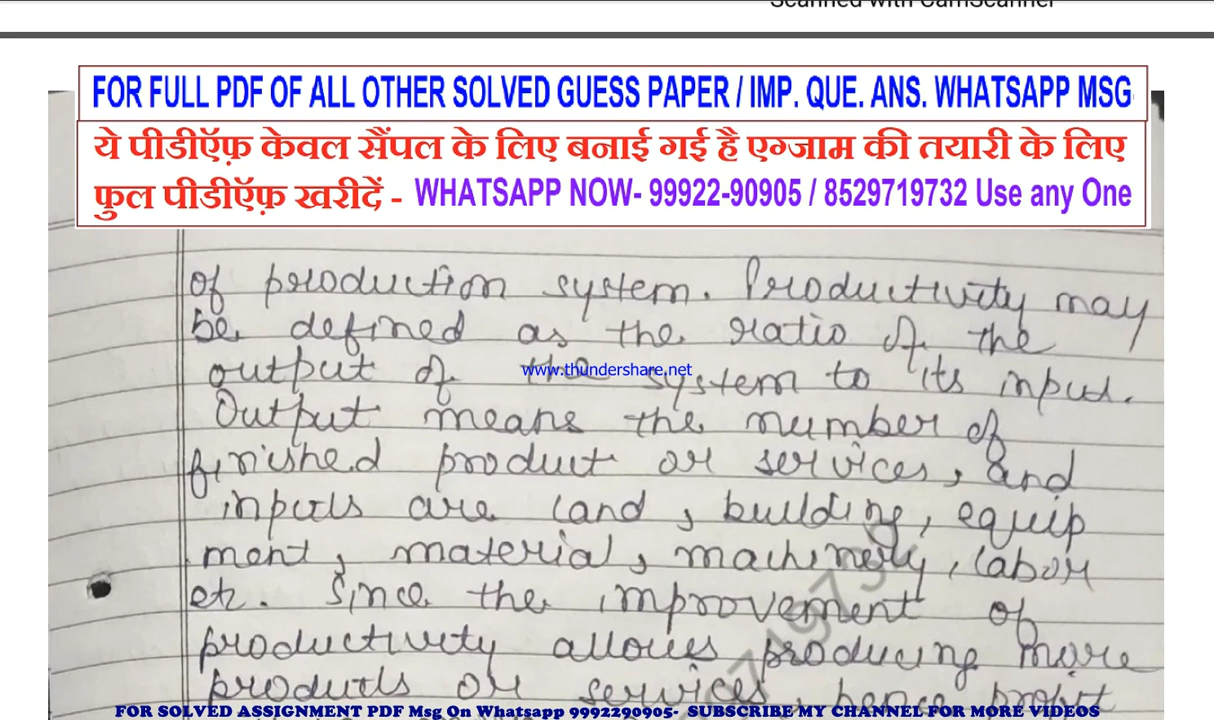 Scanned with CamScanner
FOR FULL PDF OF ALL OTHER SOLVED GUESS PAPER / IMP. QUE. ANS. WHATSAPP MSG
ये पीडीऍफ़ केवल सैंपल के लिए बनाई गई है एग्जाम की तयारी के लिए
फुल पीडीऍफ़ खरीदें - WHATSAPP NOW- 99922-90905 / 8529719732 Use any One
of production system. Productivity may
be defined as the ratio of the
output of the system to its input.
www.thundershare.net
Output means the number of
finished product or services, and
inputs are land, building, equip
ment, material, machinery, labor
etc. Since the improvement of
productivity allows producing more
products or services, hence profit
FOR SOLVED ASSIGNMENT PDF Msg On Whatsapp 9992290905- SUBSCRIBE MY CHANNEL FOR MORE VIDEOS